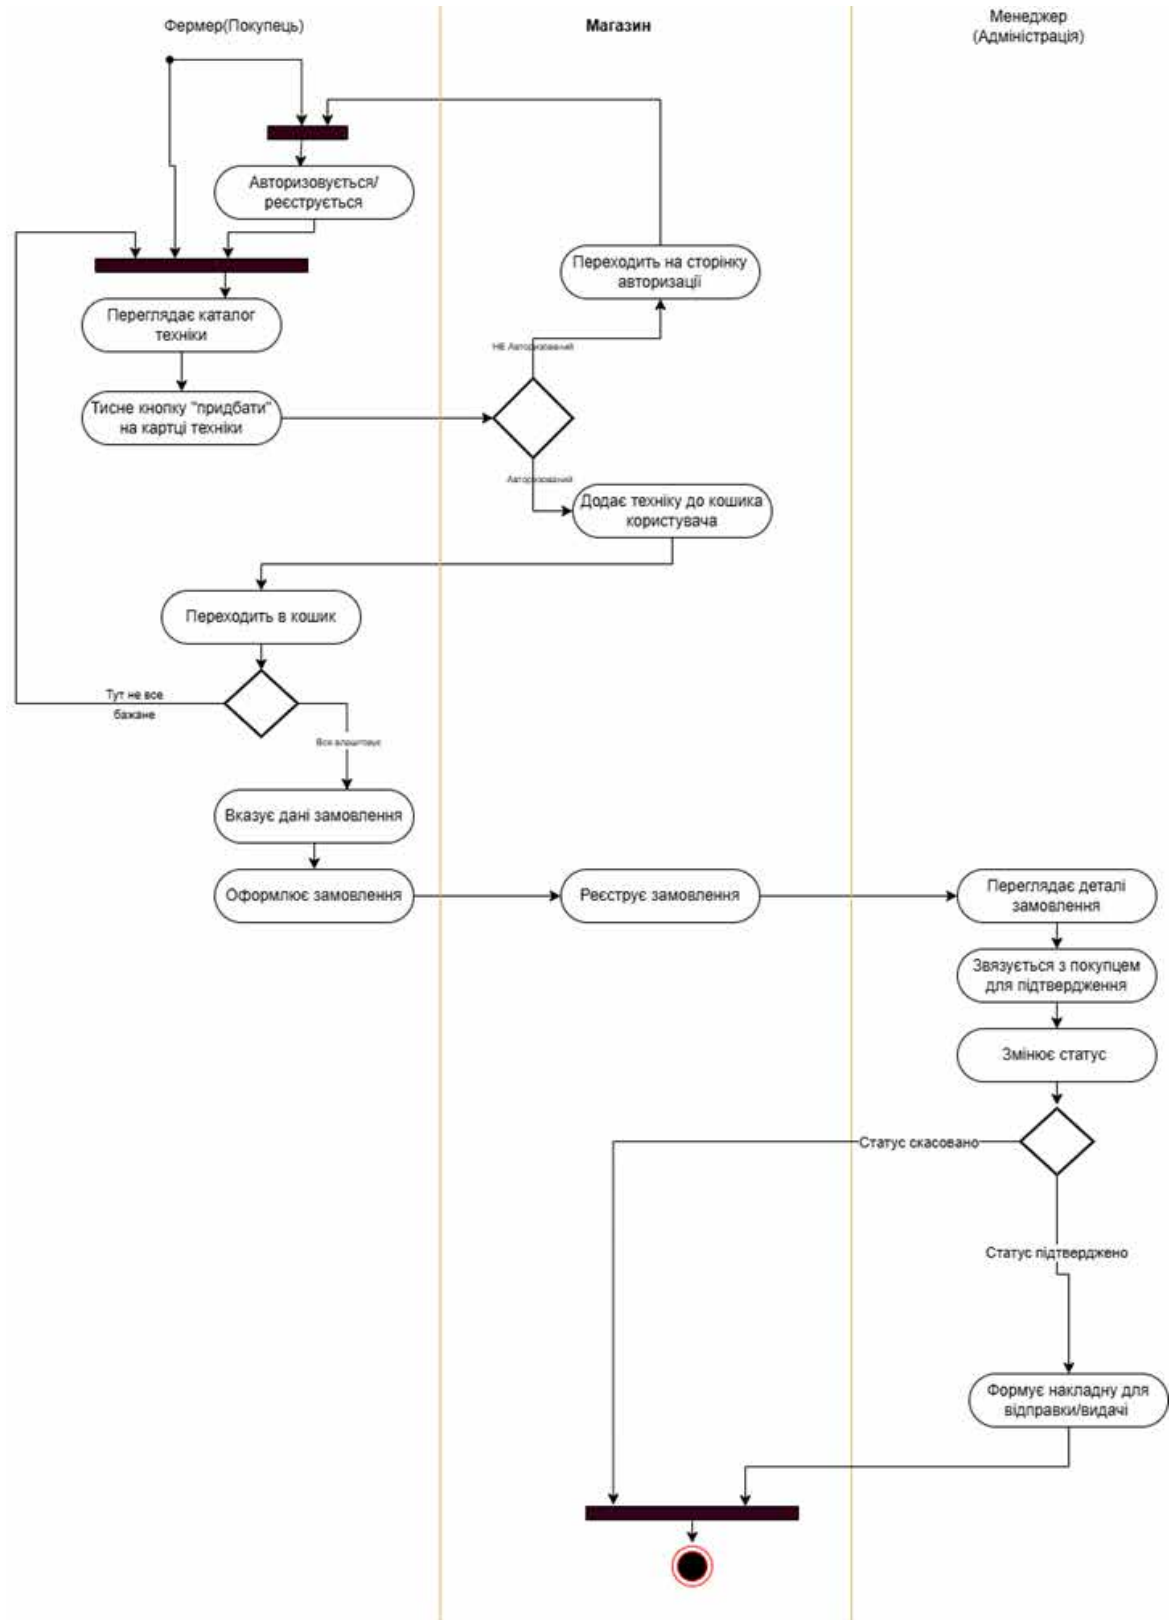 Фермер(Покупець)
Магазин
Менеджер
(Адміністрація)
Авторизовується/
реєструється
Переходить на сторінку
авторизації
Переглядає каталог
техніки
НЕ Авторизований
Тисне кнопку "придбати"
на картці техніки
Авторизований
Додає техніку до кошика
користувача
Переходить в кошик
Тут не все
бажане
Все влаштовує
Вказує дані замовлення
Оформлює замовлення
Реєструє замовлення
Переглядає деталі
замовлення
Звязується з покупцем
для підтвердження
Змінює статус
Статус скасовано
Статус підтверджено
Формує накладну для
відправки/видачі